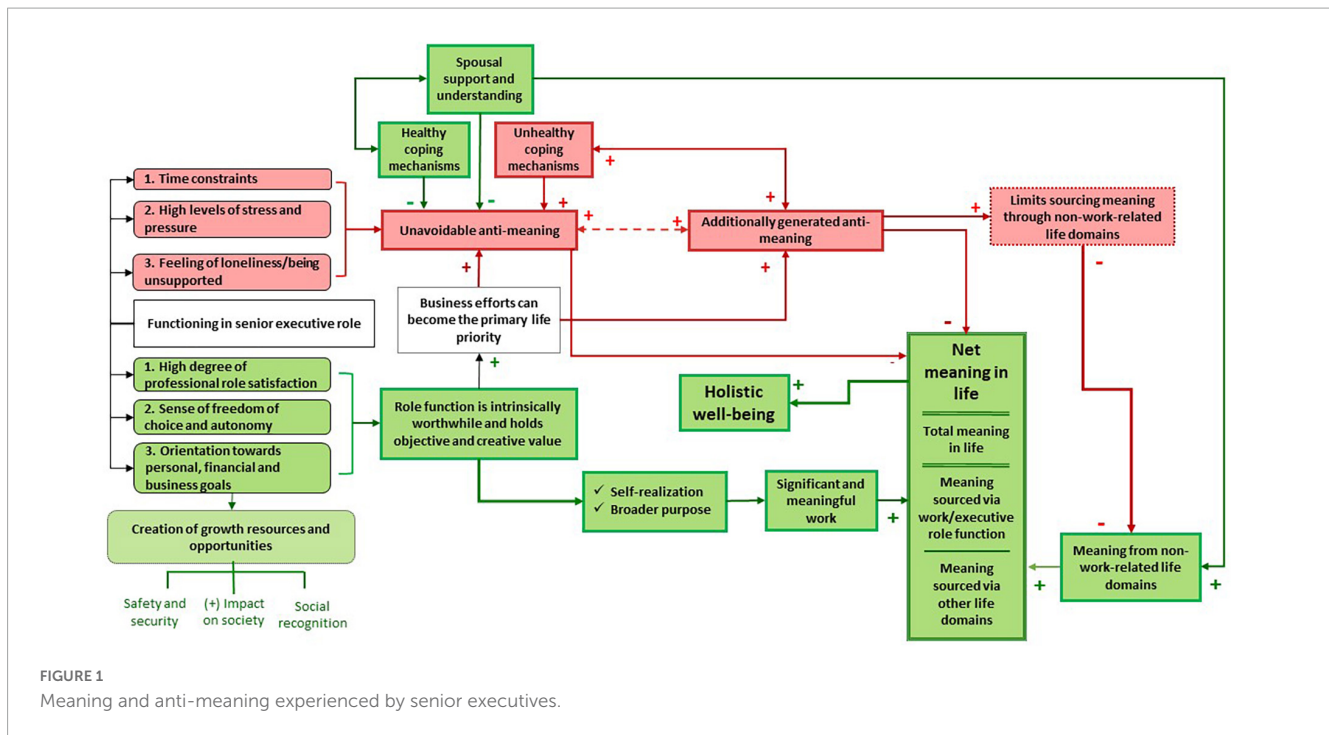 Spousal
support and
understanding
Healthy
coping
mechanisms
Unhealthy
coping
mechanisms
+
+
-
-
+
1. Time constraints
2. High levels of stress and
pressure
3. Feeling of loneliness/being
unsupported
Unavoidable anti-meaning
+
+
Additionally generated anti-
meaning
+
Limits sourcing meaning
through non-work-related
life domains
-
+
+
Business efforts can
become the primary life
priority
+
Functioning in senior executive role
1. High degree of
professional role satisfaction
2. Sense of freedom of
choice and autonomy
3. Orientation towards
personal, financial and
business goals
Role function is intrinsically
worthwhile and holds
objective and creative value
Holistic
well-being
+
-
-
Net
meaning in
life
Total meaning
in life
Meaning
sourced via
work/executive
role function
Meaning
sourced via
other life
domains
✓ Self-realization
✓ Broader purpose
Significant and
meaningful
work
+
-
Meaning from non-
work-related life
domains
+
+
Creation of growth resources and
opportunities
Safety and
security
(+) Impact
on society
Social
recognition
FIGURE 1
Meaning and anti-meaning experienced by senior executives.